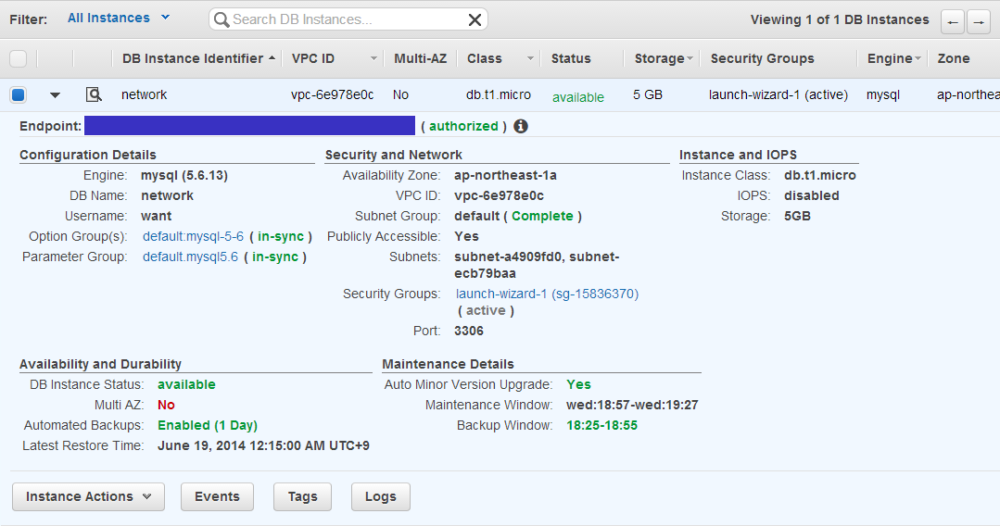 Filter: All Instances Search DB Instances... Viewing 1 of 1 DB Instances ← →
DB Instance Identifier VPC ID Multi-AZ Class Status Storage Security Groups Engine Zone
network vpc-6e978e0c No db.t1.micro available 5 GB launch-wizard-1 (active) mysql ap-northea
Endpoint: ( authorized ) i
Configuration Details Security and Network Instance and IOPS
Engine: mysql (5.6.13) Availability Zone: ap-northeast-1a Instance Class: db.t1.micro
DB Name: network VPC ID: vpc-6e978e0c IOPS: disabled
Username: want Subnet Group: default ( Complete ) Storage: 5GB
Option Group(s): default:mysql-5-6 ( in-sync ) Publicly Accessible: Yes
Parameter Group: default.mysql5.6 ( in-sync ) Subnets: subnet-a4909fd0, subnet-
ecb79baa
Security Groups: launch-wizard-1 (sg-15836370)
( active )
Port: 3306
Availability and Durability Maintenance Details
DB Instance Status: available Auto Minor Version Upgrade: Yes
Multi AZ: No Maintenance Window: wed:18:57-wed:19:27
Automated Backups: Enabled (1 Day) Backup Window: 18:25-18:55
Latest Restore Time: June 19, 2014 12:15:00 AM UTC+9
Instance Actions Events Tags Logs